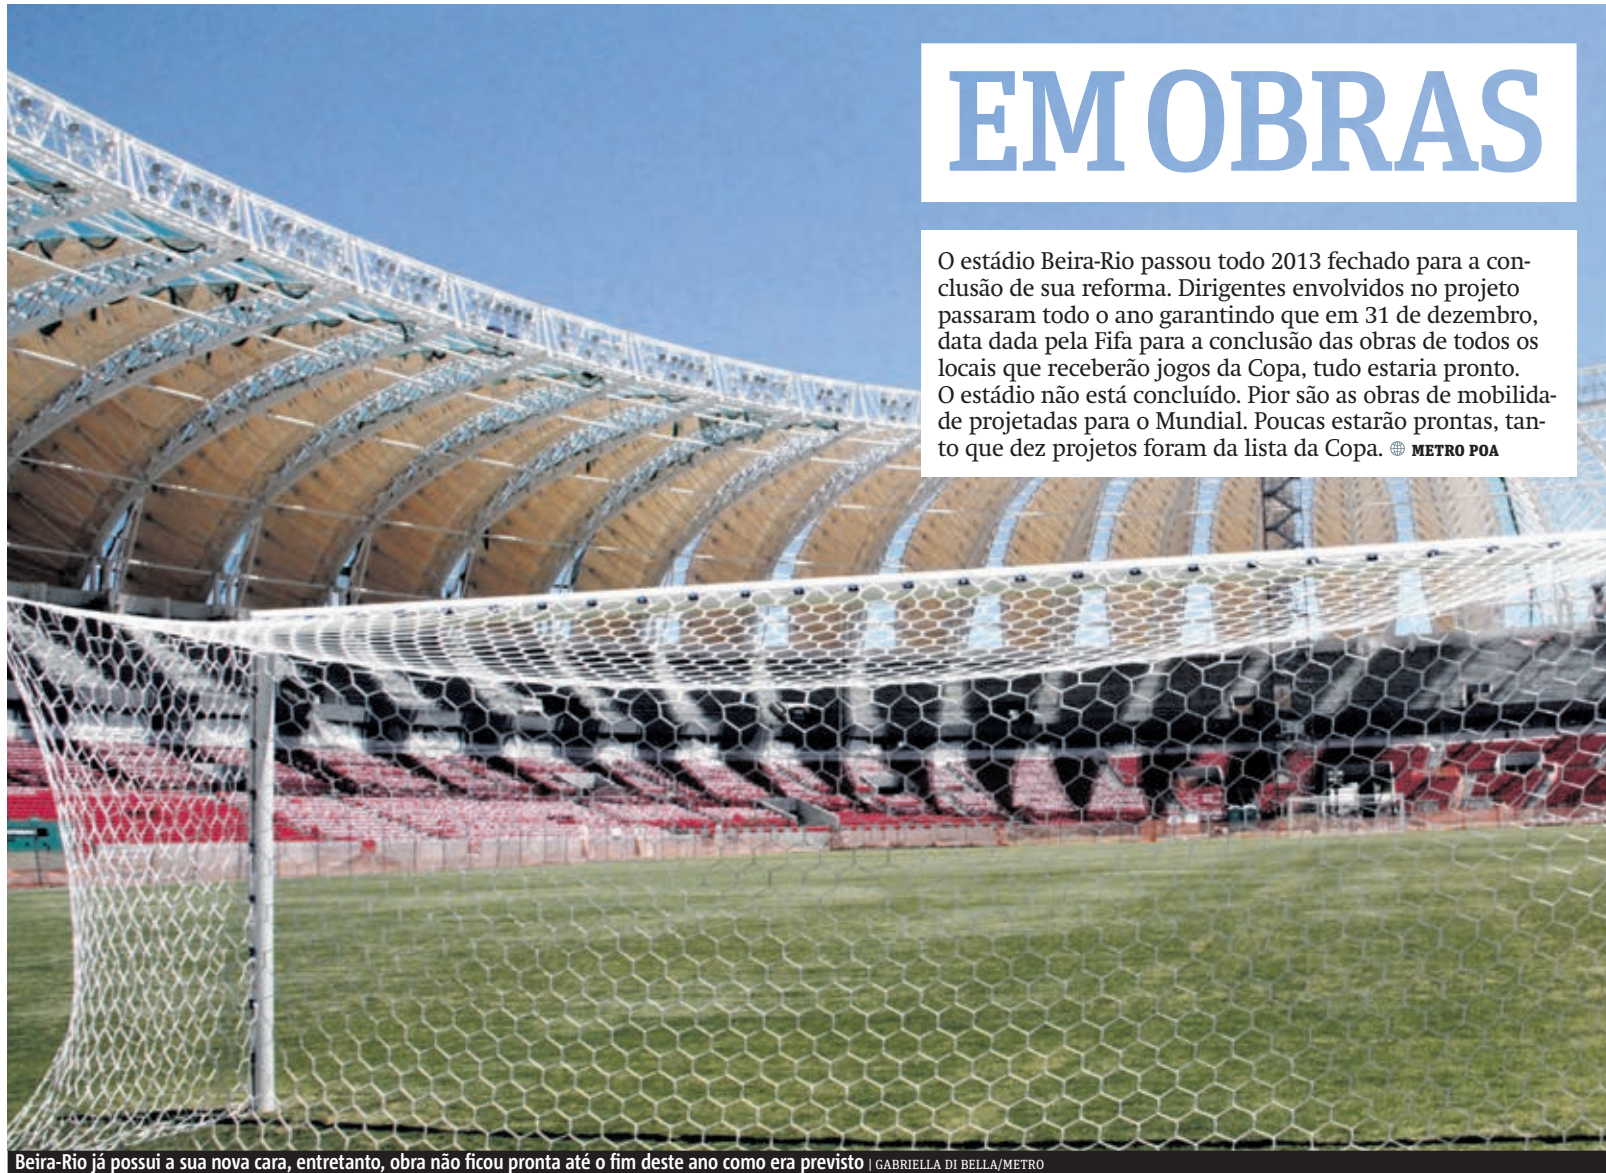 EM OBRAS
O estádio Beira-Rio passou todo 2013 fechado para a con-
clusão de sua reforma. Dirigentes envolvidos no projeto
passaram todo o ano garantindo que em 31 de dezembro,
data dada pela Fifa para a conclusão das obras de todos os
locais que receberão jogos da Copa, tudo estaria pronto.
O estádio não está concluído. Pior são as obras de mobilida-
de projetadas para o Mundial. Poucas estarão prontas, tan-
to que dez projetos foram da lista da Copa. METRO POA
Beira-Rio já possui a sua nova cara, entretanto, obra não ficou pronta até o fim deste ano como era previsto | GABRIELLA DI BELLA/METRO